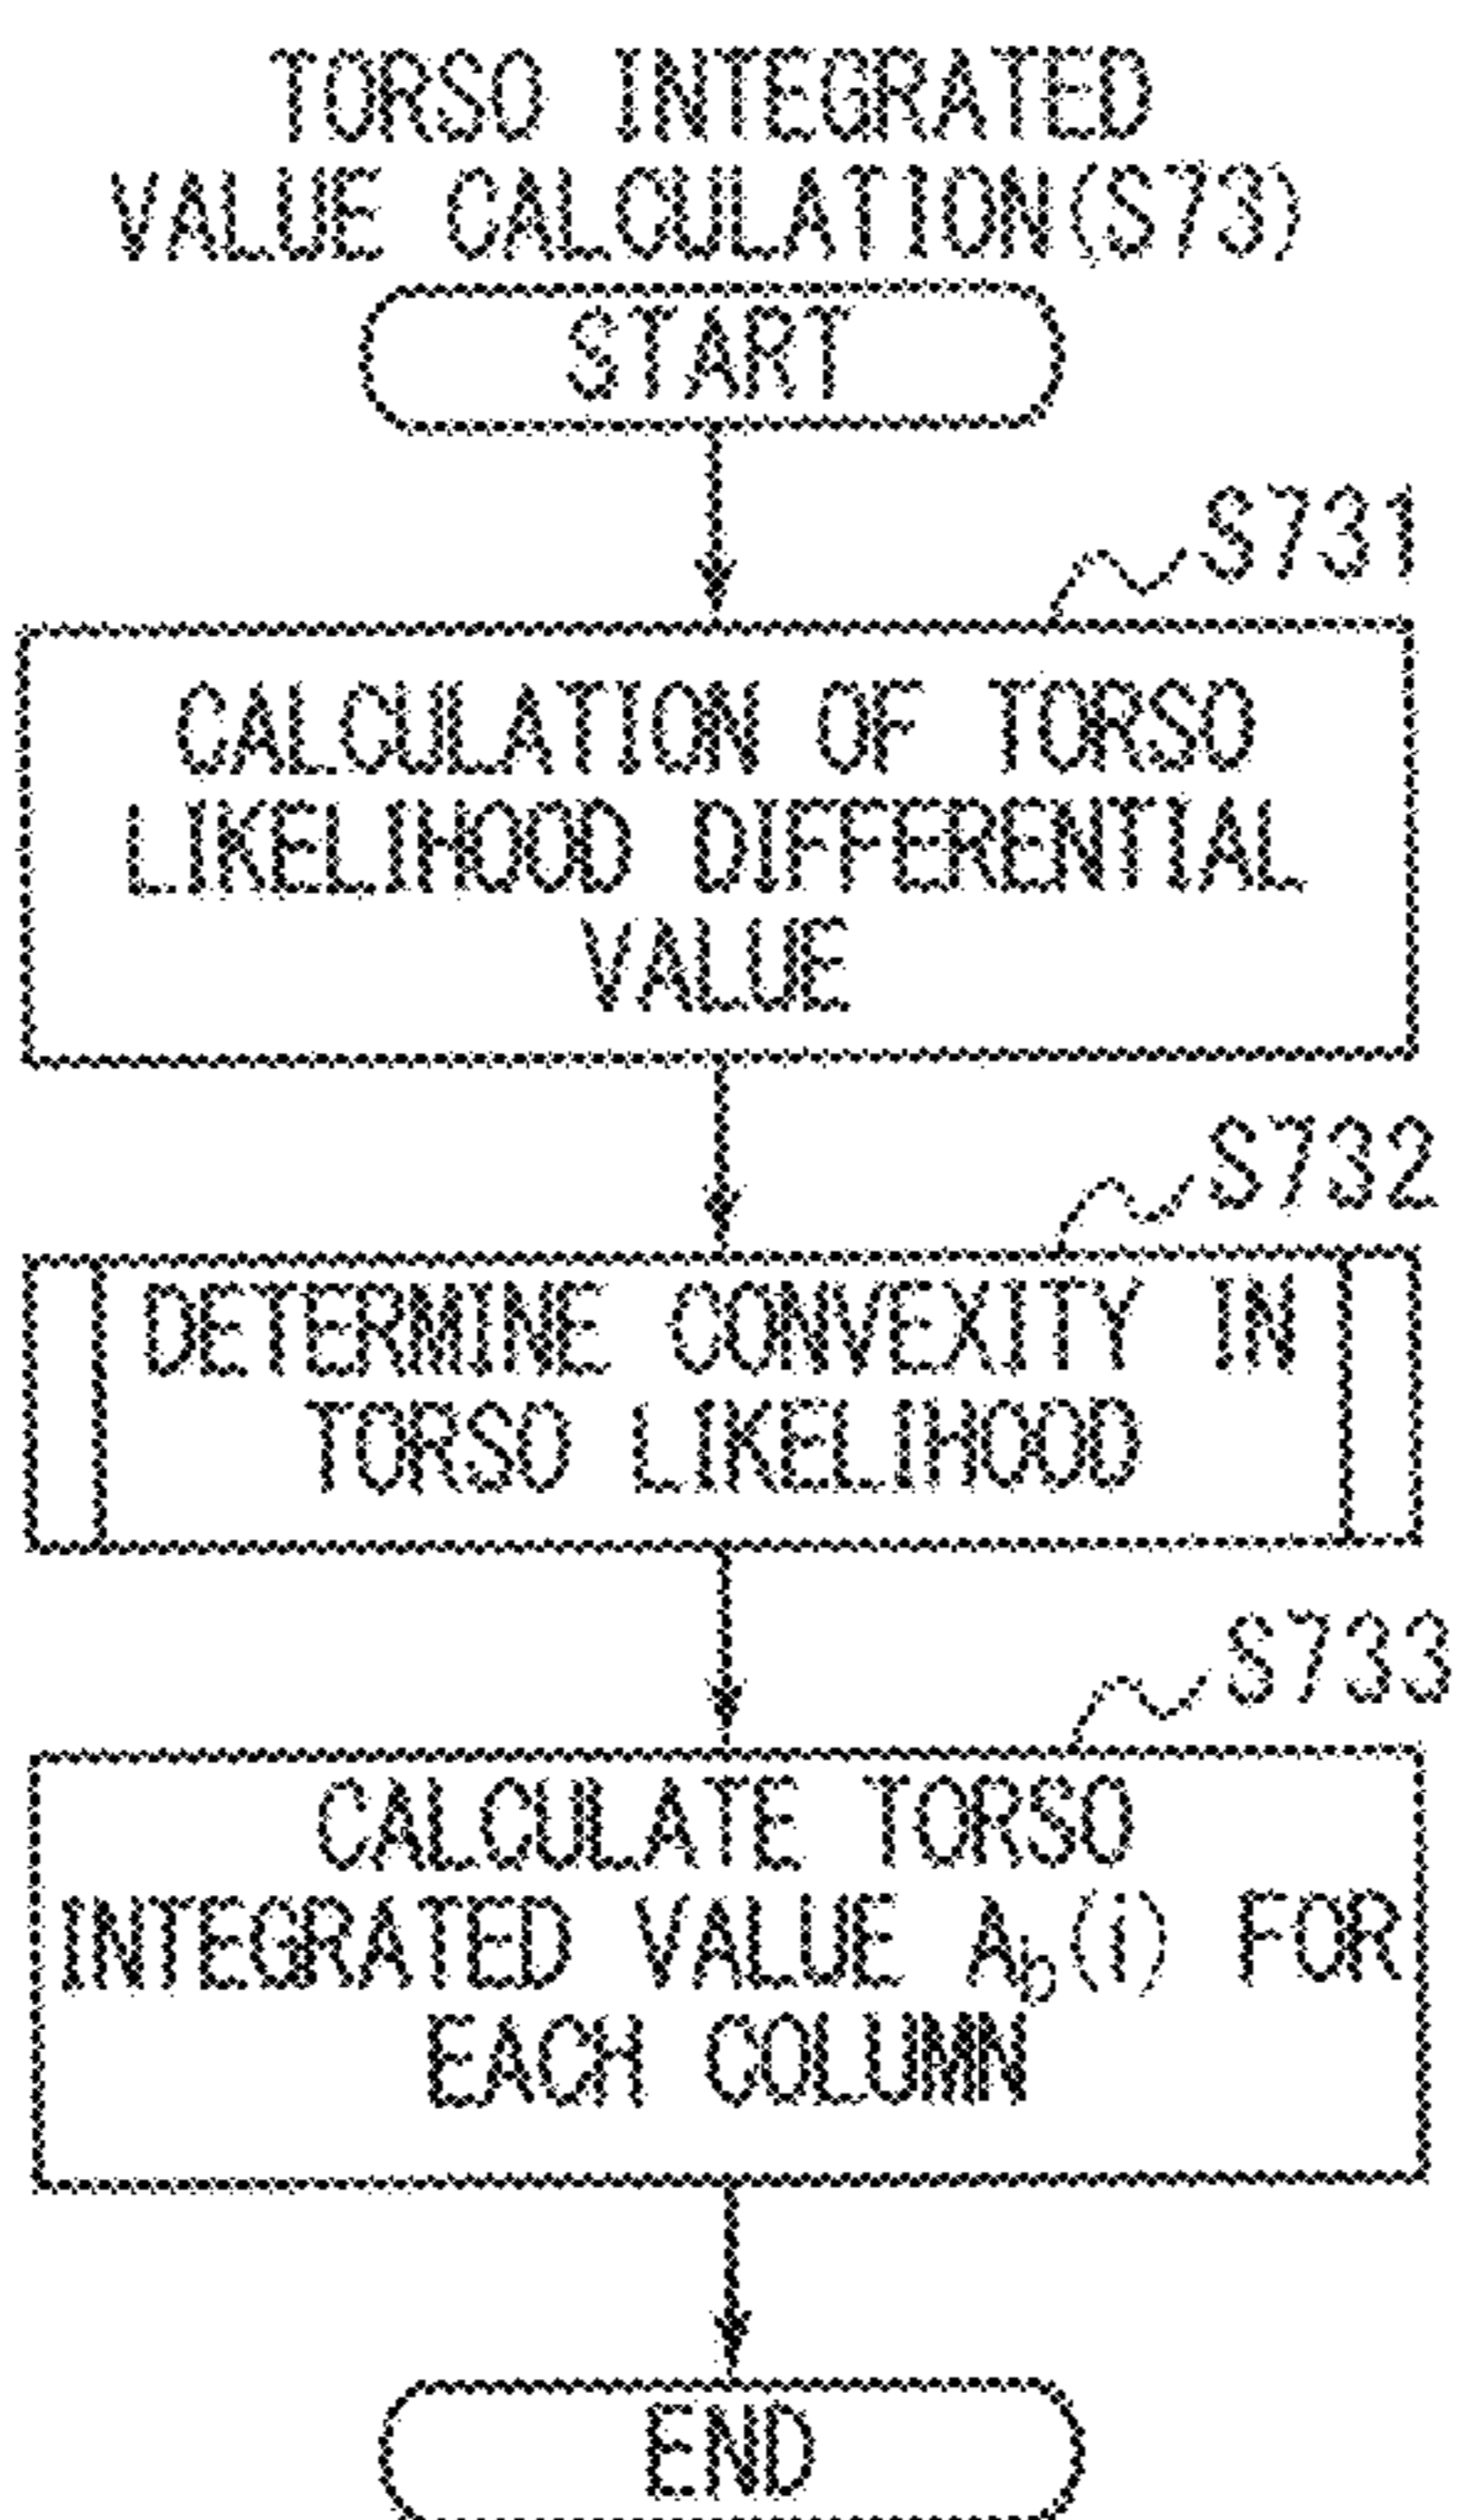 TORSO INTEGRATED
VALUE CALCULATION(S73)
START
S731
CALCULATION OF TORSO
LIKELIHOOD DIFFERENTIAL
VALUE
S732
DETERMINE CONVEXITY IN
TORSO LIKELIHOOD
S733
CALCULATE TORSO
INTEGRATED VALUE Ab(i) FOR
EACH COLUMN
END